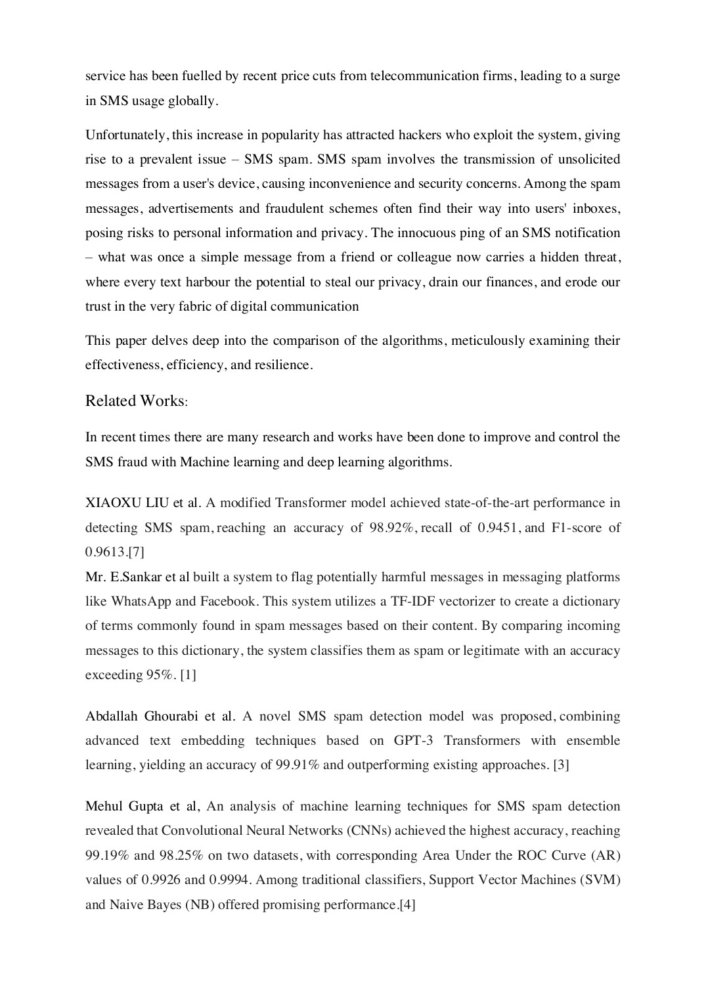 service has been fuelled by recent price cuts from telecommunication firms, leading to a surge
in SMS usage globally.
Unfortunately, this increase in popularity has attracted hackers who exploit the system, giving
rise to a prevalent issue – SMS spam. SMS spam involves the transmission of unsolicited
messages from a user's device, causing inconvenience and security concerns. Among the spam
messages, advertisements and fraudulent schemes often find their way into users' inboxes,
posing risks to personal information and privacy. The innocuous ping of an SMS notification
– what was once a simple message from a friend or colleague now carries a hidden threat,
where every text harbour the potential to steal our privacy, drain our finances, and erode our
trust in the very fabric of digital communication
This paper delves deep into the comparison of the algorithms, meticulously examining their
effectiveness, efficiency, and resilience.
Related Works:
In recent times there are many research and works have been done to improve and control the
SMS fraud with Machine learning and deep learning algorithms.
XIAOXU LIU et al. A modified Transformer model achieved state-of-the-art performance in
detecting SMS spam, reaching an accuracy of 98.92%, recall of 0.9451, and F1-score of
0.9613.[7]
Mr. E.Sankar et al built a system to flag potentially harmful messages in messaging platforms
like WhatsApp and Facebook. This system utilizes a TF-IDF vectorizer to create a dictionary
of terms commonly found in spam messages based on their content. By comparing incoming
messages to this dictionary, the system classifies them as spam or legitimate with an accuracy
exceeding 95%. [1]
Abdallah Ghourabi et al. A novel SMS spam detection model was proposed, combining
advanced text embedding techniques based on GPT-3 Transformers with ensemble
learning, yielding an accuracy of 99.91% and outperforming existing approaches. [3]
Mehul Gupta et al, An analysis of machine learning techniques for SMS spam detection
revealed that Convolutional Neural Networks (CNNs) achieved the highest accuracy, reaching
99.19% and 98.25% on two datasets, with corresponding Area Under the ROC Curve (AR)
values of 0.9926 and 0.9994. Among traditional classifiers, Support Vector Machines (SVM)
and Naive Bayes (NB) offered promising performance.[4]